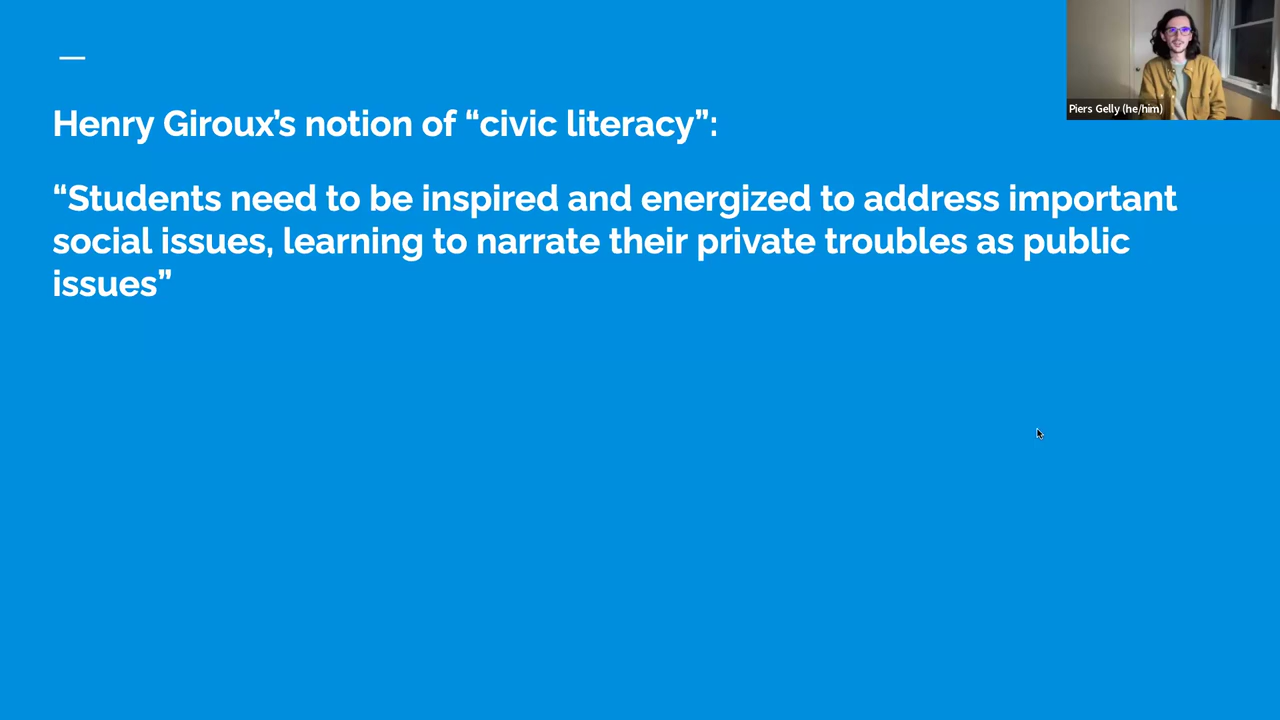 Piers Gelly (he/him)
Henry Giroux’s notion of “civic literacy”:
“Students need to be inspired and energized to address important
social issues, learning to narrate their private troubles as public
issues”